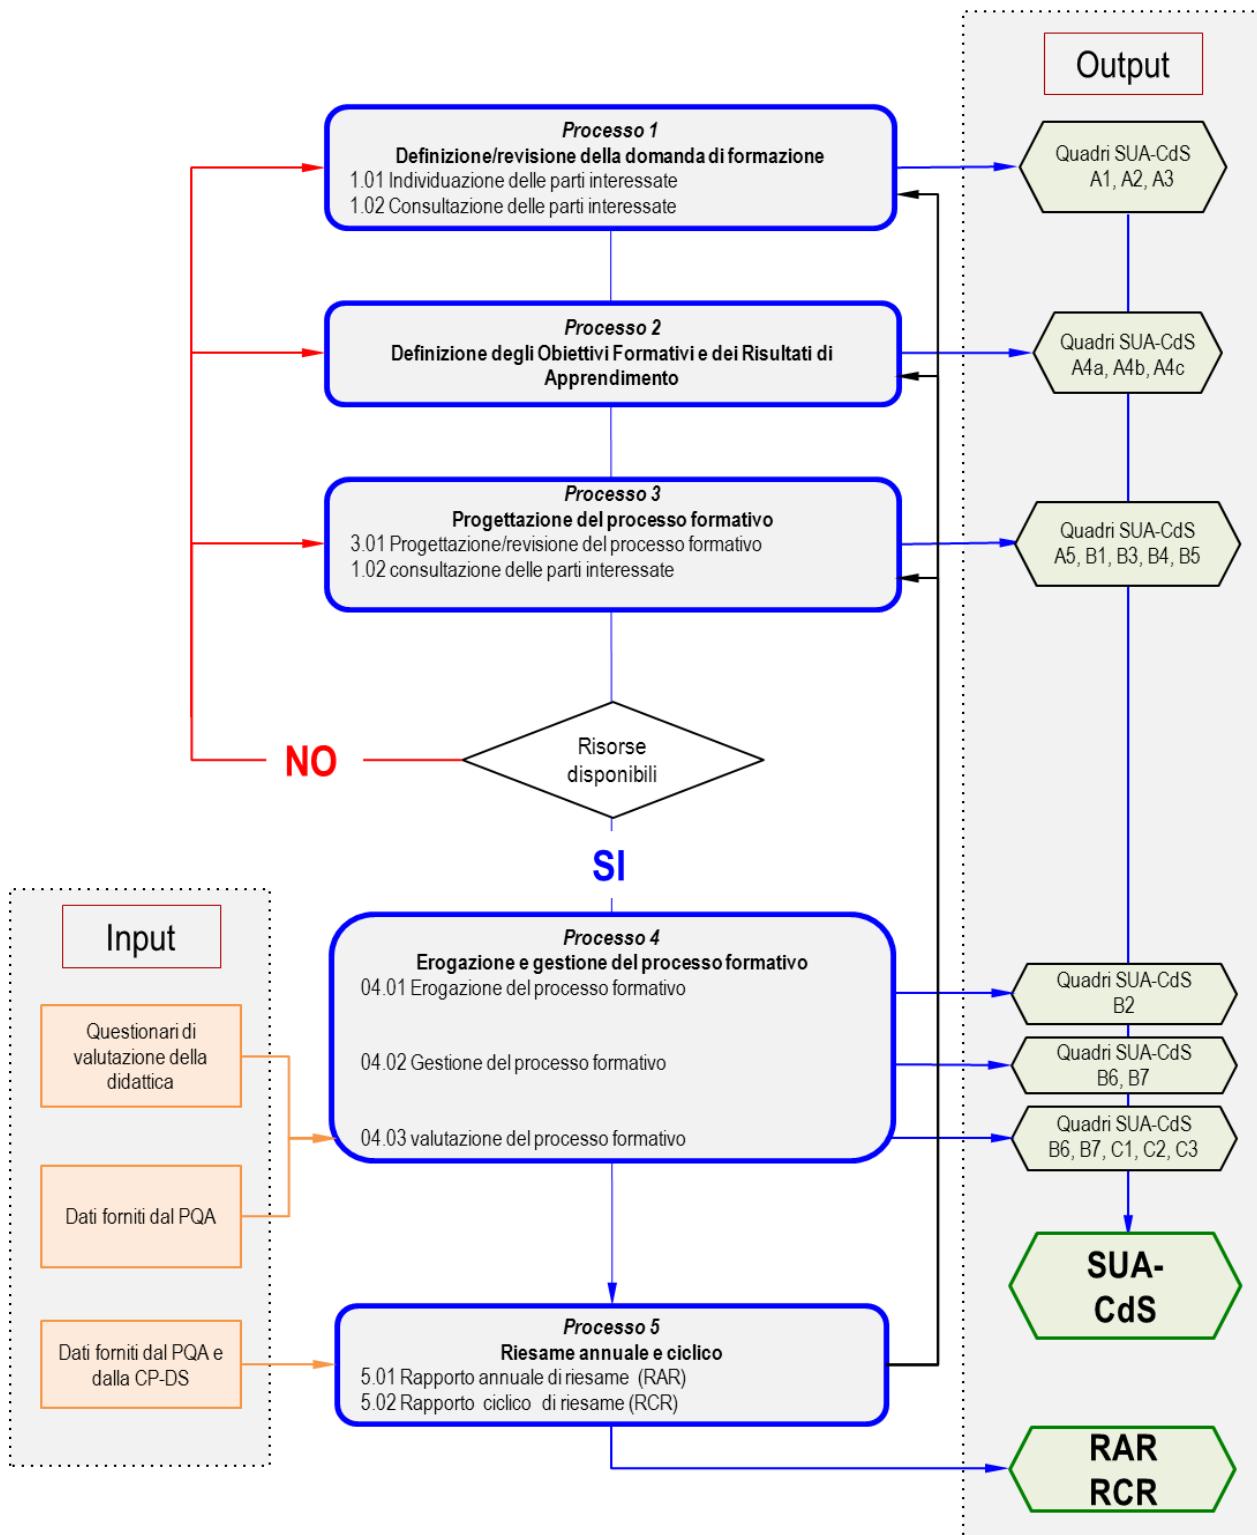 Output
Processo 1
Definizione/revisione della domanda di formazione
1.01 Individuazione delle parti interessate
1.02 Consultazione delle parti interessate
Quadri SUA-CdS
A1, A2, A3
Processo 2
Definizione degli Obiettivi Formativi e dei Risultati di
Apprendimento
Quadri SUA-CdS
A4a, A4b, A4c
Processo 3
Progettazione del processo formativo
3.01 Progettazione/revisione del processo formativo
1.02 consultazione delle parti interessate
Quadri SUA-CdS
A5, B1, B3, B4, B5
Risorse
disponibili
NO
SI
Input
Questionari di
valutazione della
didattica
Dati forniti dal PQA
Dati forniti dal PQA e
dalla CP-DS
Processo 4
Erogazione e gestione del processo formativo
04.01 Erogazione del processo formativo
04.02 Gestione del processo formativo
04.03 valutazione del processo formativo
Quadri SUA-CdS
B2
Quadri SUA-CdS
B6, B7
Quadri SUA-CdS
B6, B7, C1, C2, C3
SUA-
CdS
Processo 5
Riesame annuale e ciclico
5.01 Rapporto annuale di riesame (RAR)
5.02 Rapporto ciclico di riesame (RCR)
RAR
RCR